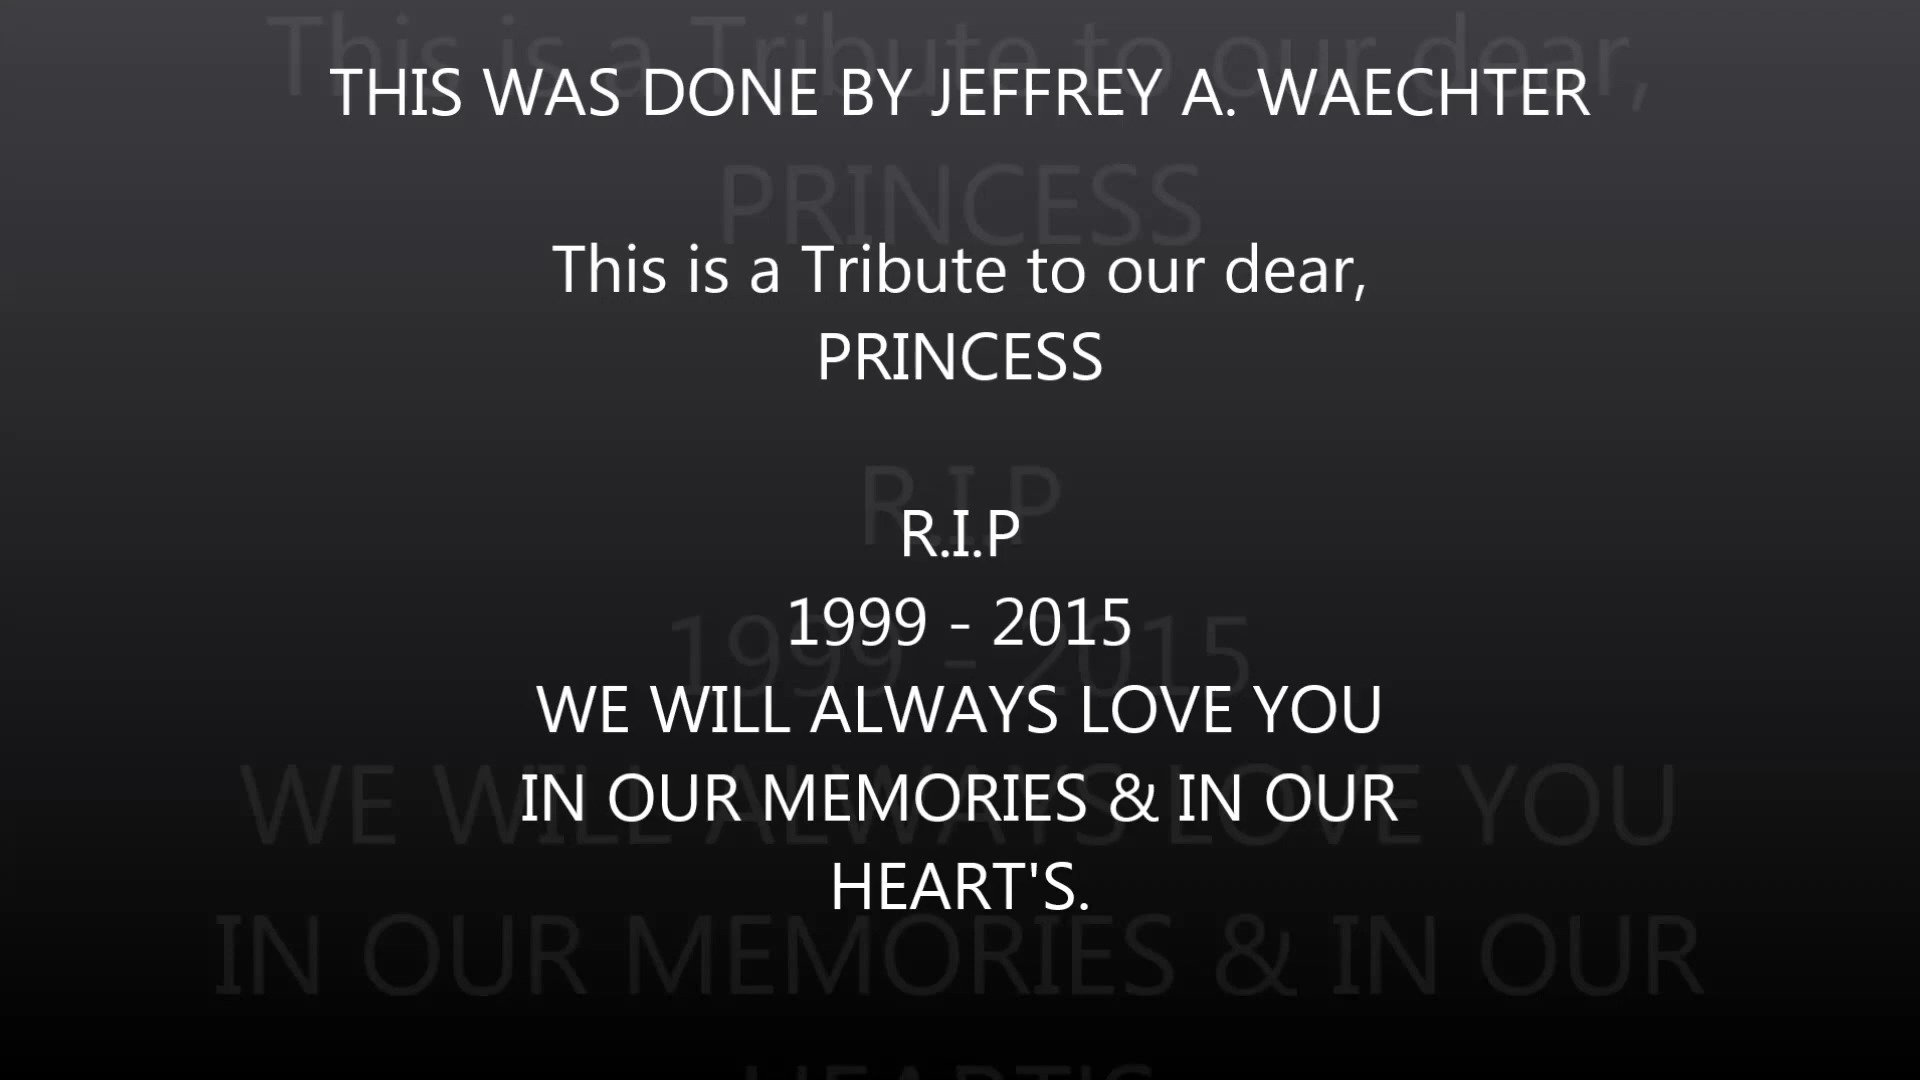 THIS WAS DONE BY JEFFREY A. WAECHTER
This is a Tribute to our dear,
PRINCESS
R.I.P
1999 - 2015
WE WILL ALWAYS LOVE YOU
IN OUR MEMORIES & IN OUR
HEART'S.